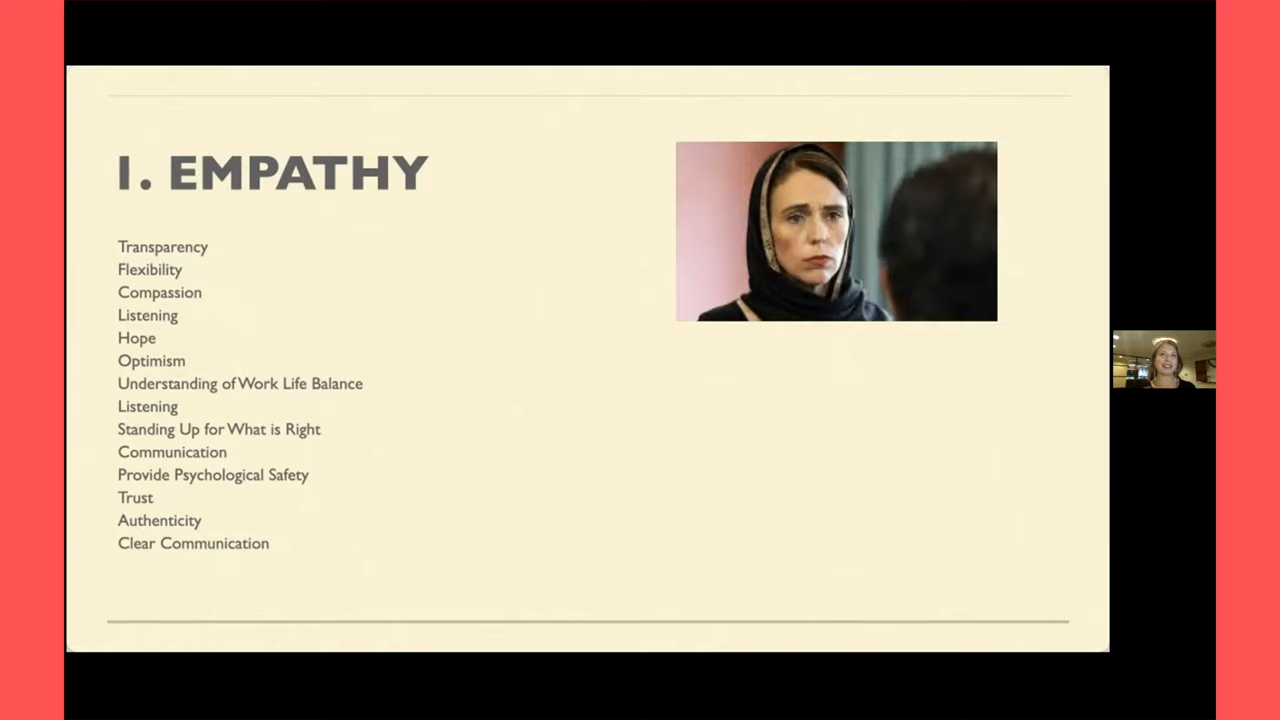 1. EMPATHY
Transparency
Flexibility
Compassion
Listening
Hope
Optimism
Understanding of Work Life Balance
Listening
Standing Up for What is Right
Communication
Provide Psychological Safety
Trust
Authenticity
Clear Communication